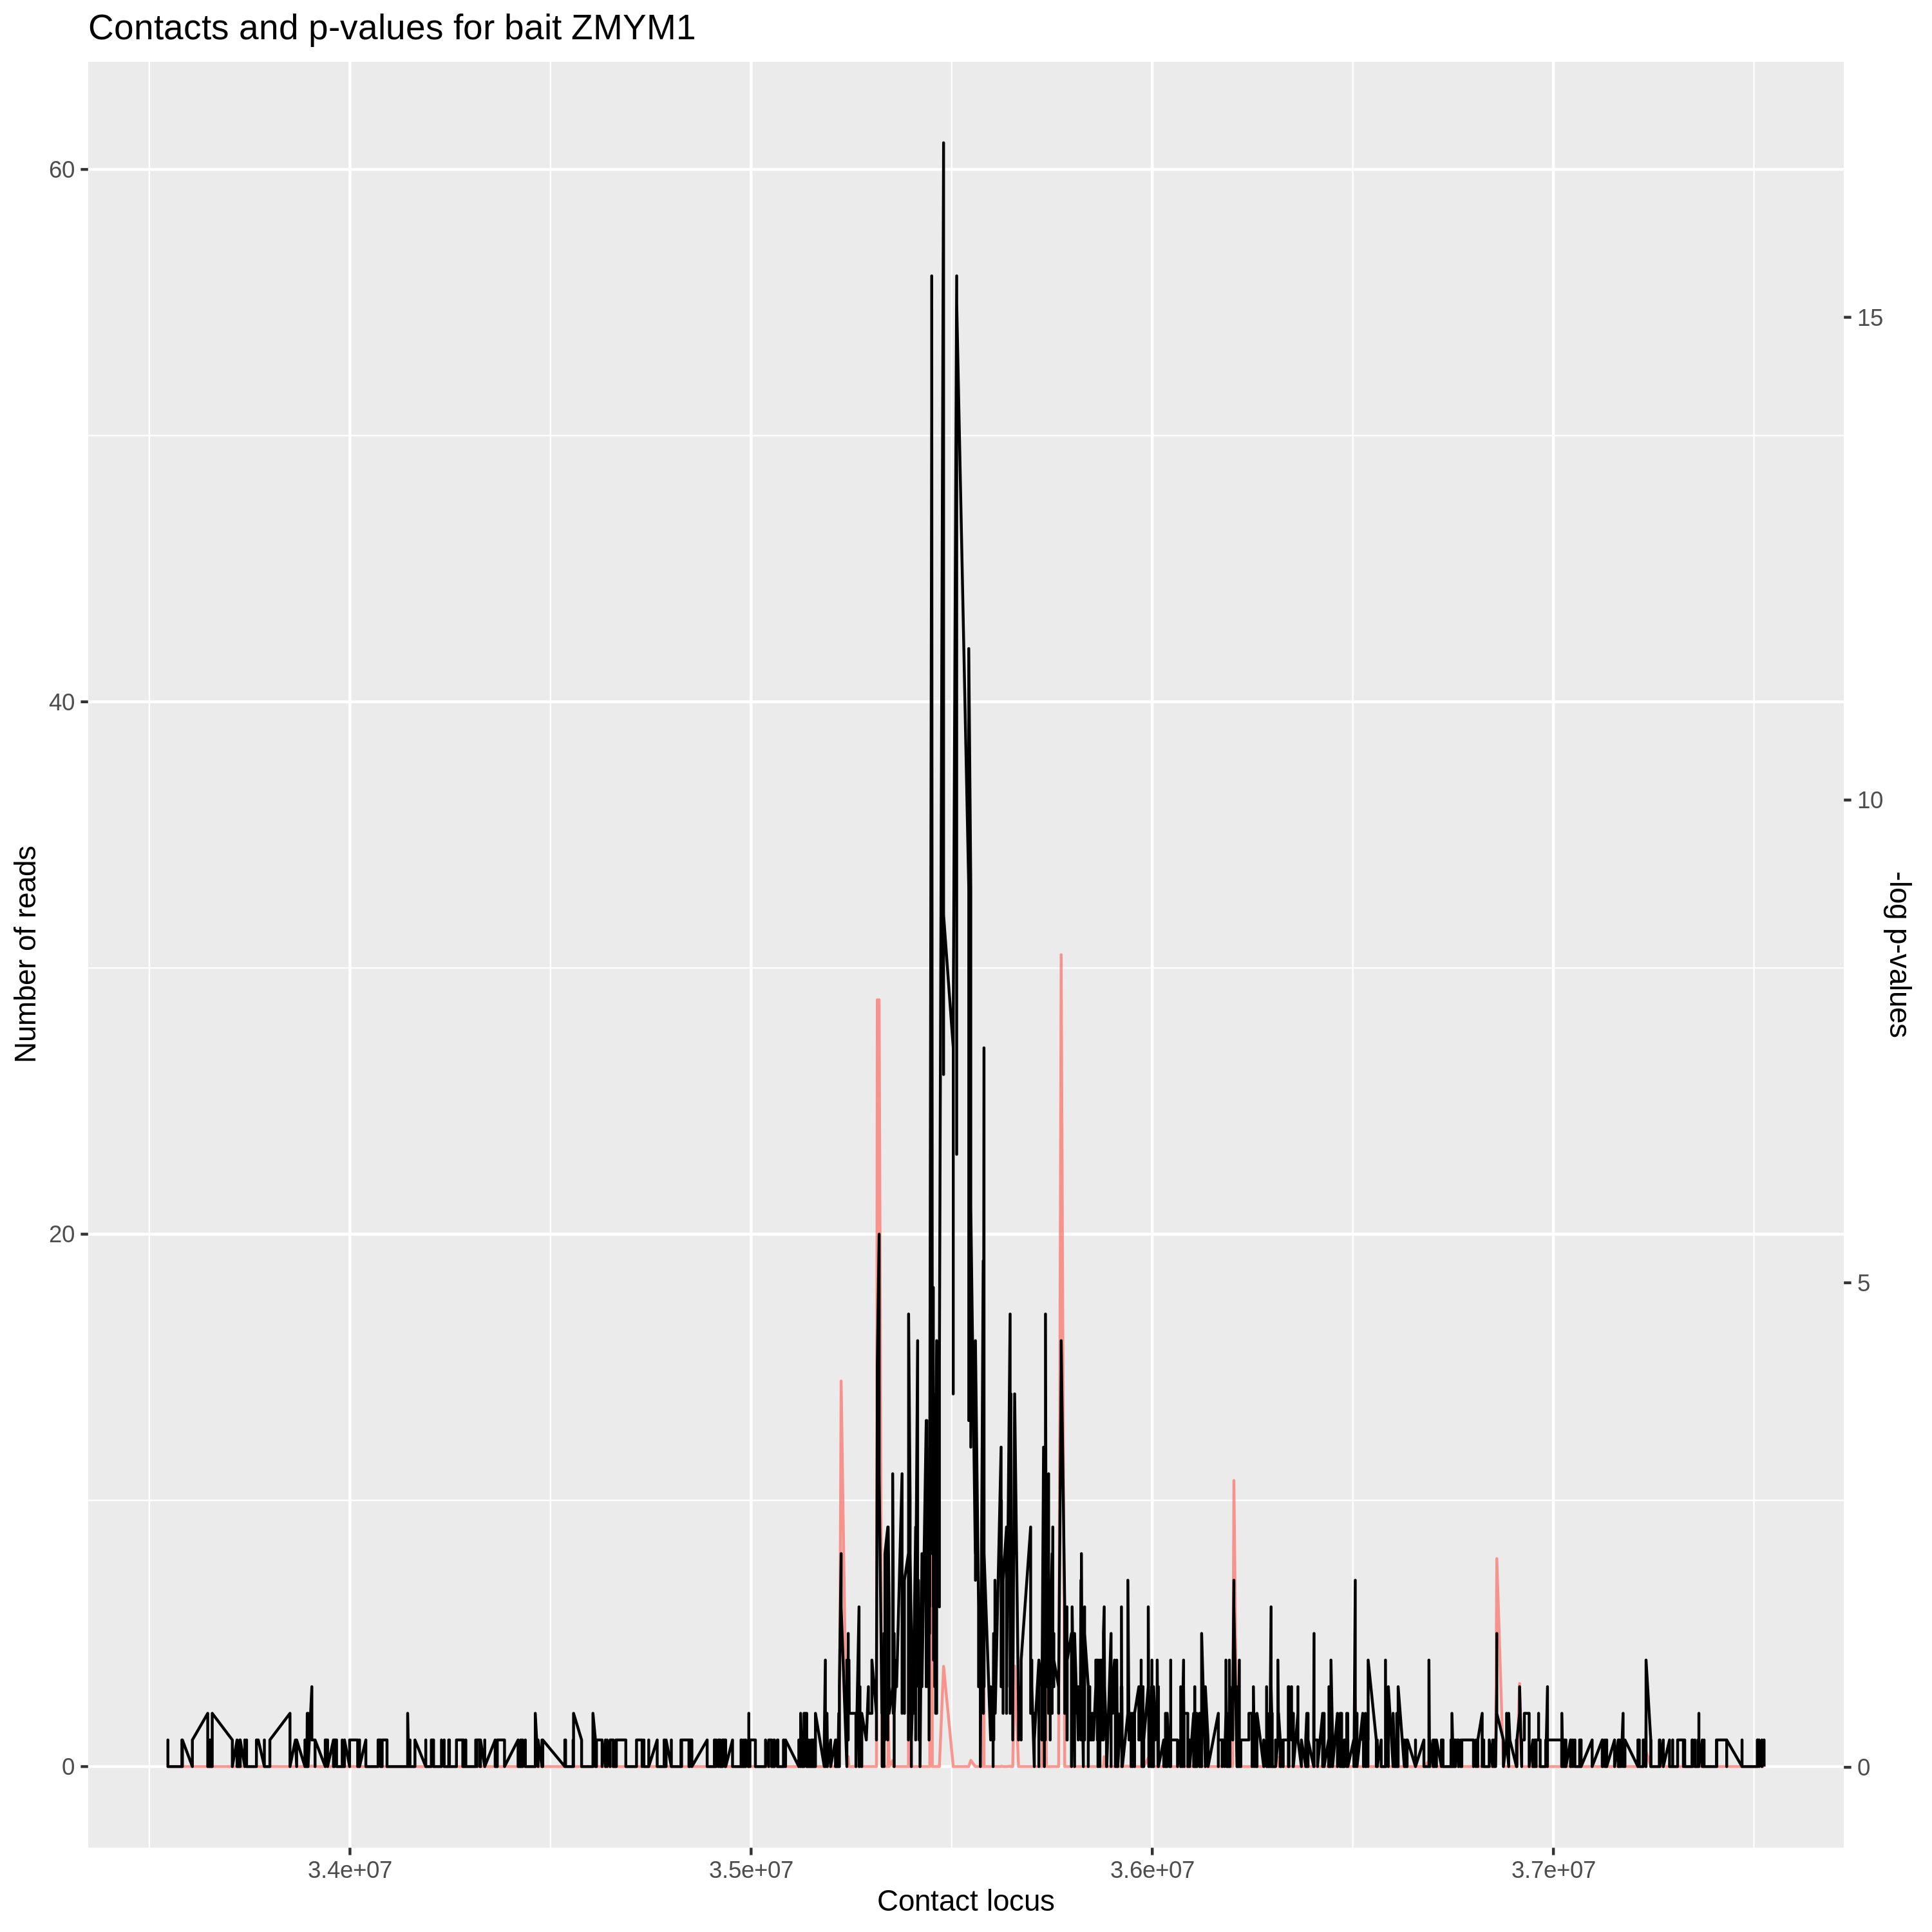 Contacts and p-values for bait ZMYM1
60
40
20
0
15
10
5
0
Number of reads
-log p-values
3.4e+07 3.5e+07 3.6e+07 3.7e+07
Contact locus